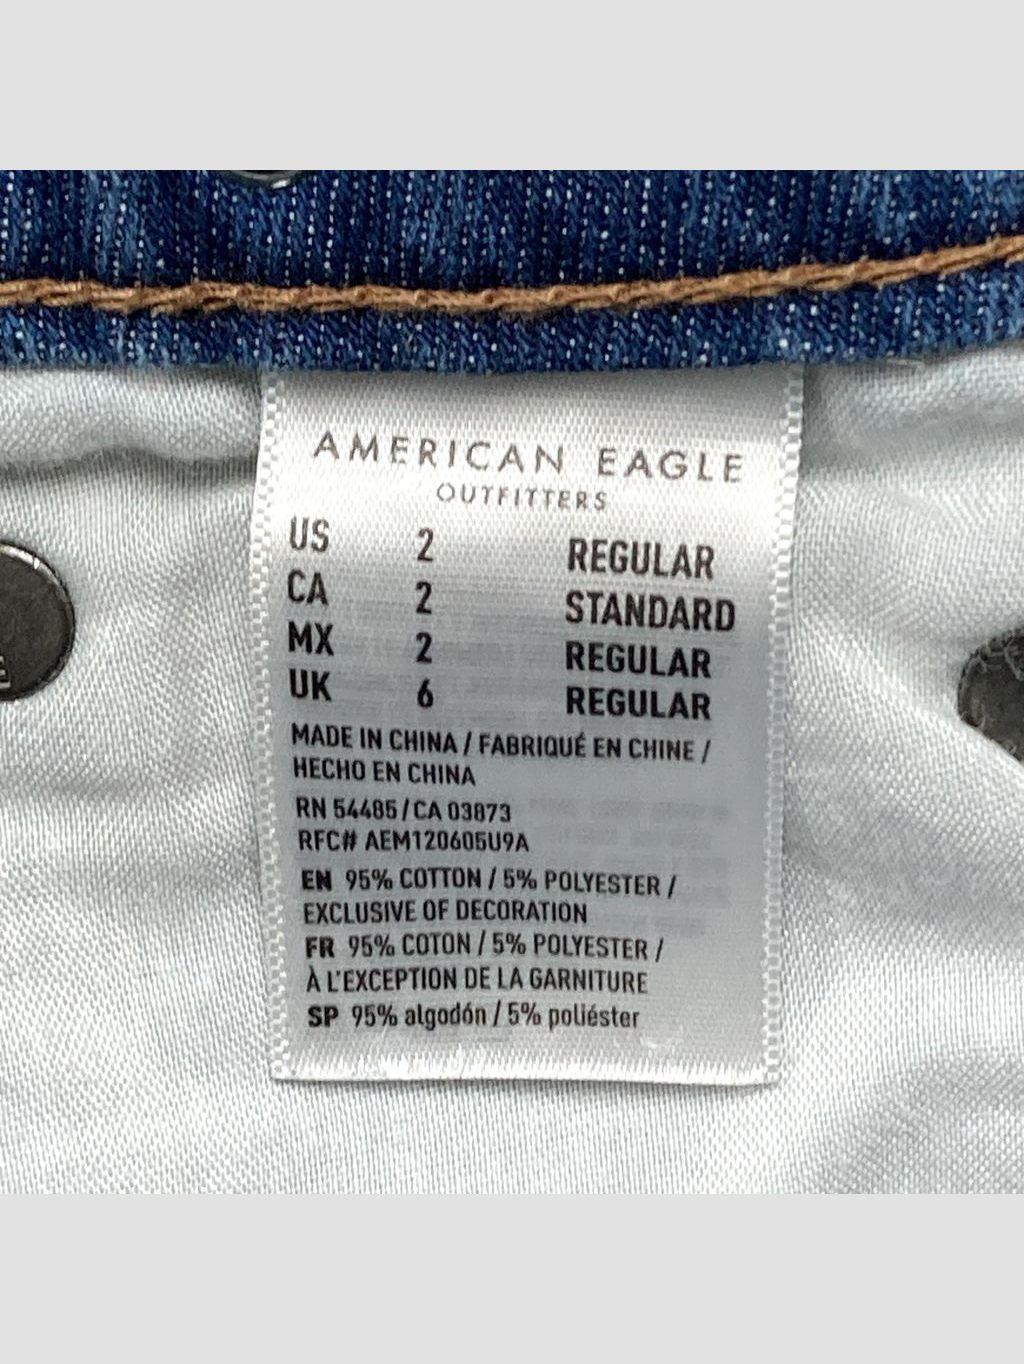 AMERICAN EAGLE
OUTFITTERS
US 2 REGULAR
CA 2 STANDARD
MX 2 REGULAR
UK 6 REGULAR
MADE IN CHINA / FABRIQUÉ EN CHINE /
HECHO EN CHINA
RN 54485 / CA 03873
RFC# AEM120605U9A
EN 95% COTTON / 5% POLYESTER /
EXCLUSIVE OF DECORATION
FR 95% COTON / 5% POLYESTER /
À L'EXCEPTION DE LA GARNITURE
SP 95% algodón / 5% poliéster